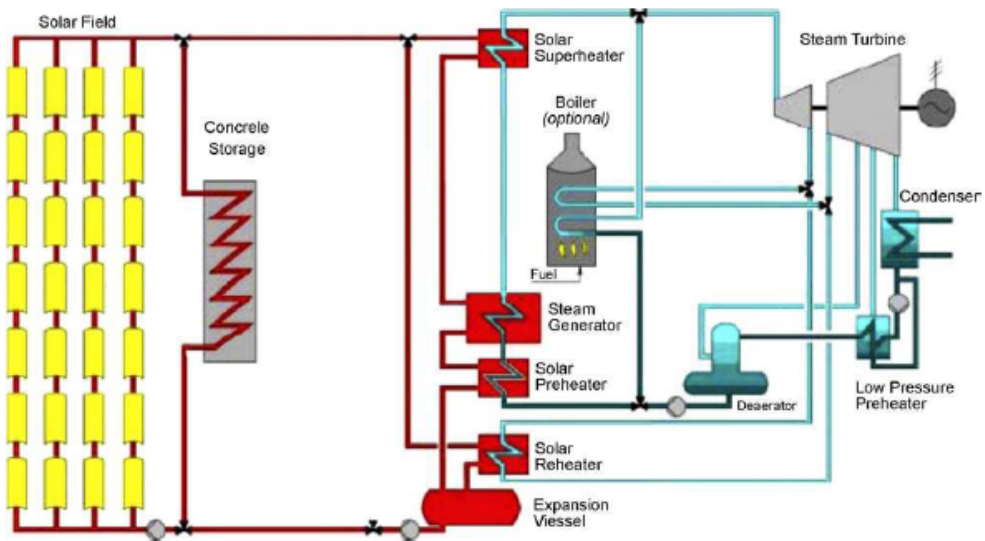 Solar Field
Solar
Superheater
Steam Turbine
Boiler
(optional)
Concrele
Storage
Condenser
Fuel
Steam
Generator
Solar
Preheater
Deaerator
Low Pressure
Preheater
Solar
Reheater
Expansion
Viessel